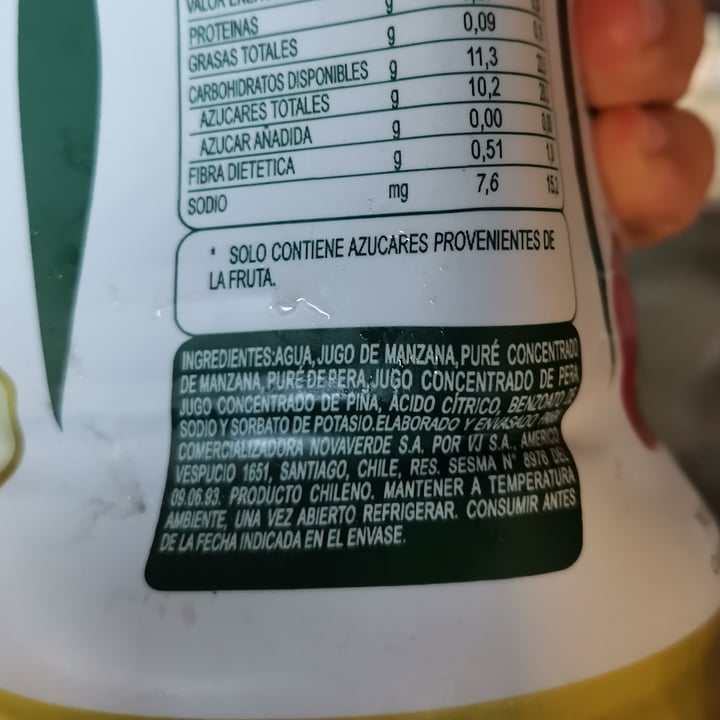 VALOR
PROTEINAS g
GRASAS TOTALES g 0,09
CARBOHIDRATOS DISPONIBLES g 11,3
AZUCARES TOTALES g 10,2
AZUCAR AÑADIDA g 0,00
FIBRA DIETETICA g 0,51
SODIO mg 7,6 15,2
* SOLO CONTIENE AZUCARES PROVENIENTES DE
LA FRUTA.
INGREDIENTES:AGUA, JUGO DE MANZANA, PURÉ CONCENTRADO
DE MANZANA, PURÉ DE PERA, JUGO CONCENTRADO DE PERA,
JUGO CONCENTRADO DE PIÑA, ÁCIDO CÍTRICO, BENZOATO DE
SODIO Y SORBATO DE POTASIO.ELABORADO Y ENVASADO PARA
COMERCIALIZADORA NOVAVERDE S.A. POR VJ S.A., AMERICO
VESPUCIO 1651, SANTIAGO, CHILE, RES. SESMA N° 8976 DEL
09.06.93. PRODUCTO CHILENO. MANTENER A TEMPERATURA
AMBIENTE, UNA VEZ ABIERTO REFRIGERAR. CONSUMIR ANTES
DE LA FECHA INDICADA EN EL ENVASE.